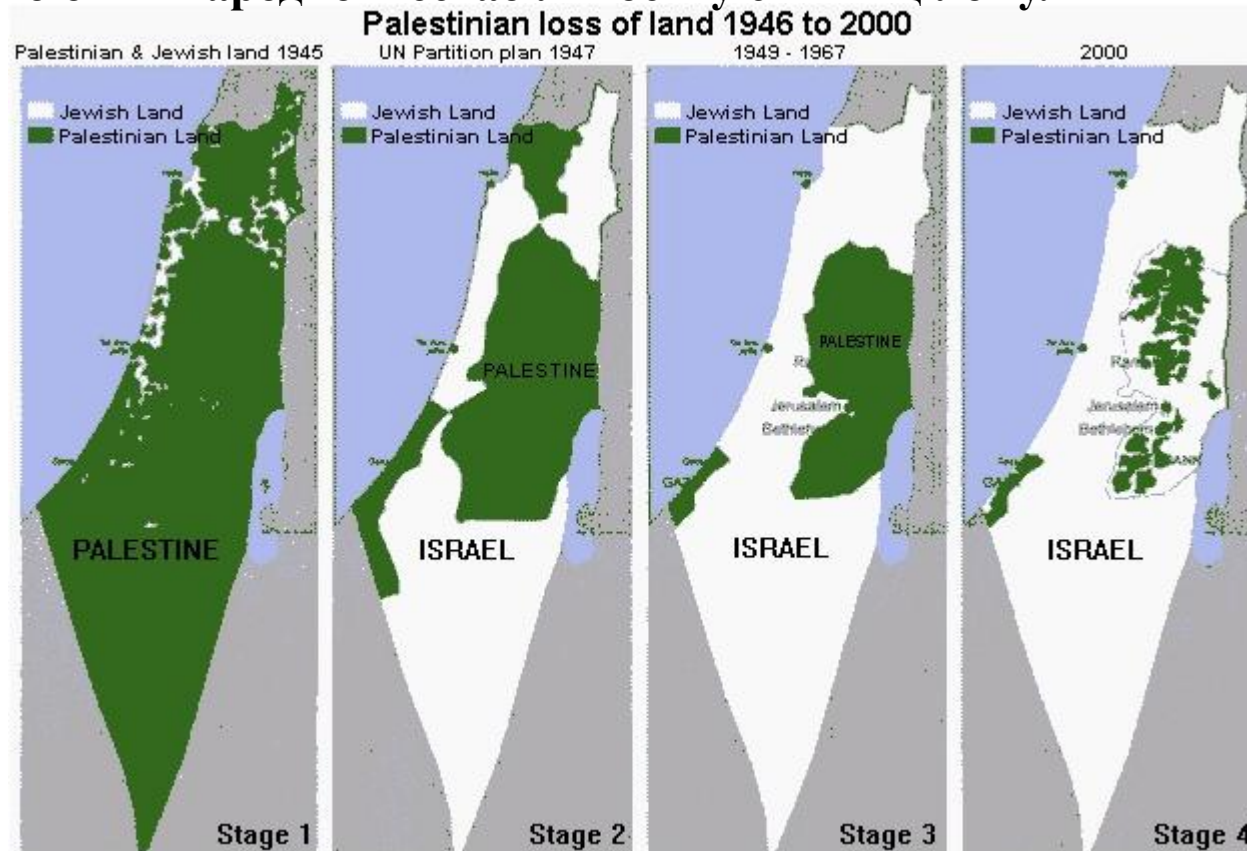 Palestinian loss of land 1946 to 2000
Palestinian & Jewish land 1945
UN Partition plan 1947
1949 - 1967
2000
Jewish Land
Palestinian Land
PALESTINE
Stage 1
Jewish Land
Palestinian Land
PALESTINE
ISRAEL
Stage 2
Jewish Land
Palestinian Land
PALESTINE
Jerusalem
ISRAEL
Stage 3
Jewish Land
Palestinian Land
Jerusalem
Bethlehem
ISRAEL
Stage 4